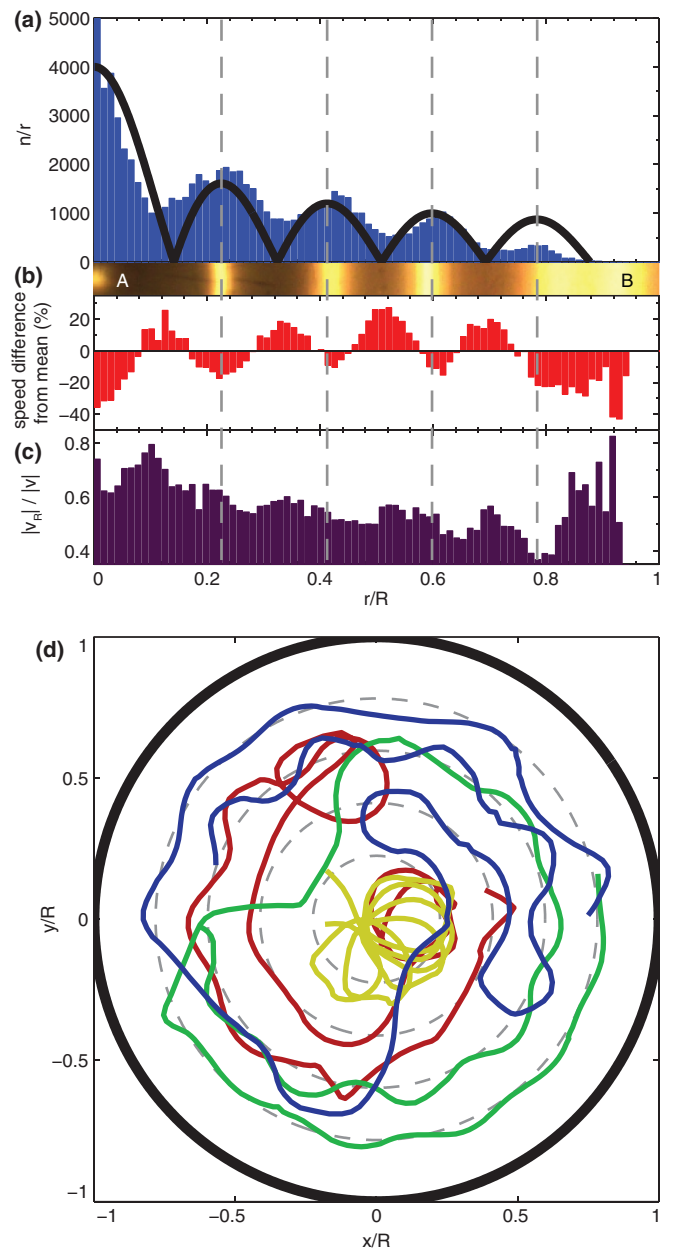 (a)
5000
4000
3000
2000
1000
0
n/r
A
B
(b)
20
0
−20
−40
speed difference
from mean (%)
(c)
0.8
0.6
0.4
|v_R| / |v|
0
0.2
0.4
0.6
0.8
1
r/R
(d)
1
0.5
0
−0.5
−1
y/R
−1
−0.5
0
0.5
1
x/R